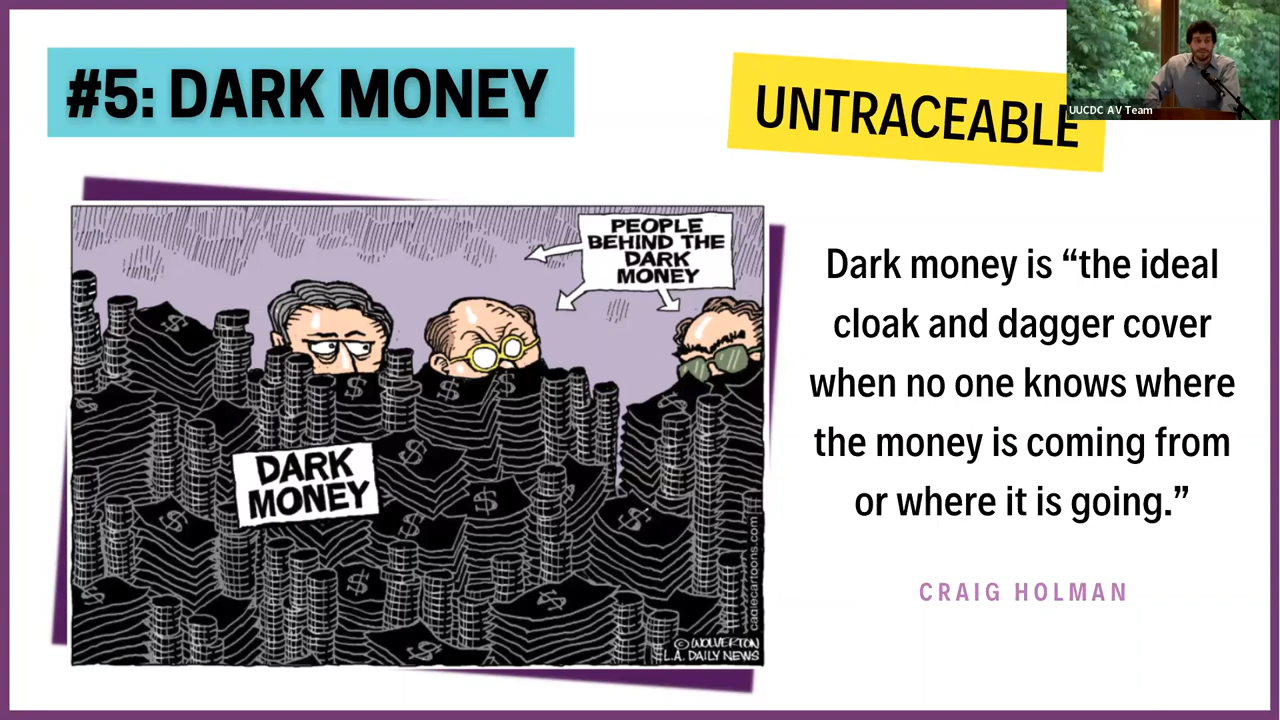 #5: DARK MONEY
UNTRACEABLE
UUCDC AV Team
PEOPLE
BEHIND THE
DARK
MONEY
DARK
MONEY
caglecartoons.com
© WOLVERTON
L.A. DAILY NEWS
Dark money is “the ideal
cloak and dagger cover
when no one knows where
the money is coming from
or where it is going.”
CRAIG HOLMAN